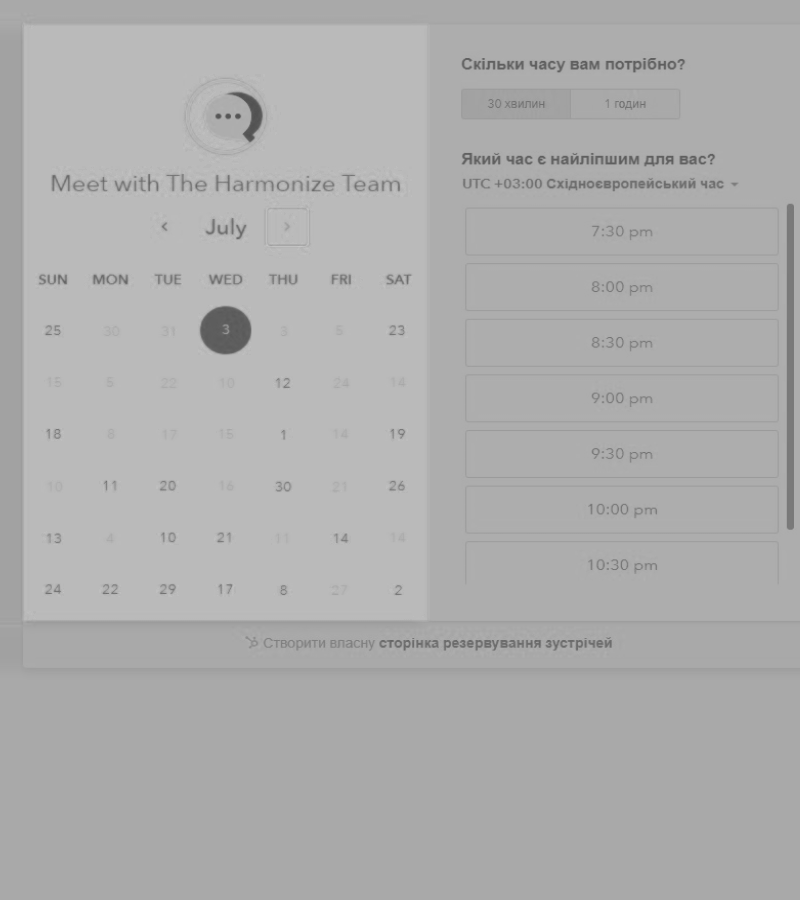 Meet with The Harmonize Team
July
SUN MON TUE WED THU FRI SAT
25 30 31 3 3 5 23
15 5 22 10 12 24 14
18 8 17 15 1 14 19
10 11 20 16 30 21 26
13 4 10 21 11 14 14
24 22 29 17 8 27 2
Скільки часу вам потрібно?
30 хвилин 1 годин
Який час є найліпшим для вас?
UTC +03:00 Східноєвропейський час
7:30 pm
8:00 pm
8:30 pm
9:00 pm
9:30 pm
10:00 pm
10:30 pm
Створити власну сторінка резервування зустрічей